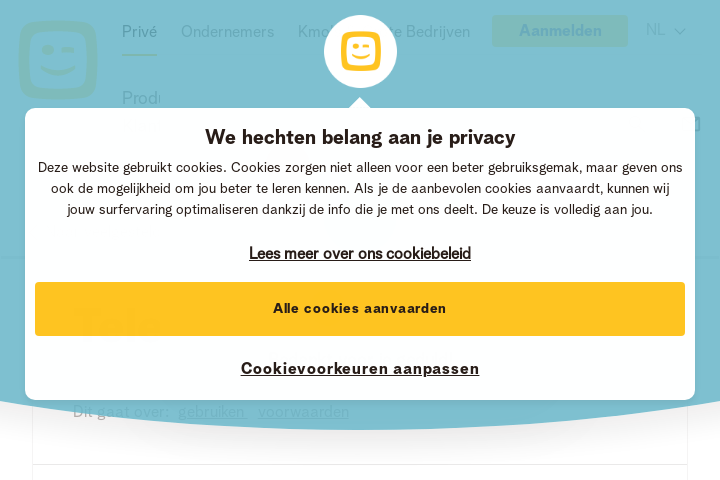 Privé Ondernemers Bedrijven Aanmelden NL
We hechten belang aan je privacy
Deze website gebruikt cookies. Cookies zorgen niet alleen voor een beter gebruiksgemak, maar geven ons
ook de mogelijkheid om jou beter te leren kennen. Als je de aanbevolen cookies aanvaardt, kunnen wij
jouw surfervaring optimaliseren dankzij de info die je met ons deelt. De keuze is volledig aan jou.
Lees meer over ons cookiebeleid
Alle cookies aanvaarden
Cookievoorkeuren aanpassen
Dit gaat over: gebruiken voorwaarden